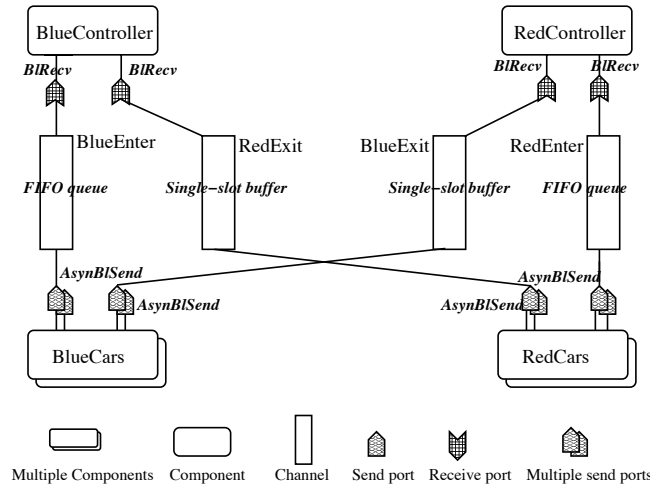 BlueController
RedController
BlRecv
BlRecv
BlRecv
BlRecv
BlueEnter
RedExit
BlueExit
RedEnter
FIFO queue
Single-slot buffer
Single-slot buffer
FIFO queue
AsynBlSend
AsynBlSend
AsynBlSend
AsynBlSend
BlueCars
RedCars
Multiple Components
Component
Channel
Send port
Receive port
Multiple send ports